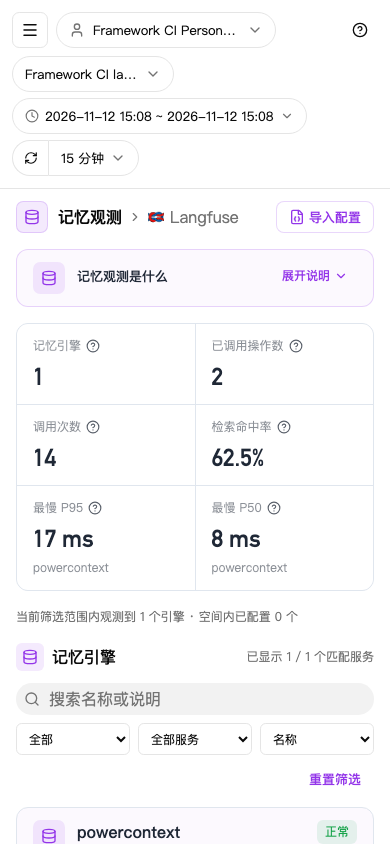 Framework CI Person...
Framework CI la...
2026-11-12 15:08 ~ 2026-11-12 15:08
15 分钟
记忆观测 > Langfuse
导入配置
记忆观测是什么
展开说明
记忆引擎
1
已调用操作数
2
调用次数
14
检索命中率
62.5%
最慢 P95
17 ms
powercontext
最慢 P50
8 ms
powercontext
当前筛选范围内观测到 1 个引擎 · 空间内已配置 0 个
记忆引擎
已显示 1 / 1 个匹配服务
搜索名称或说明
全部
全部服务
名称
重置筛选
powercontext
正常